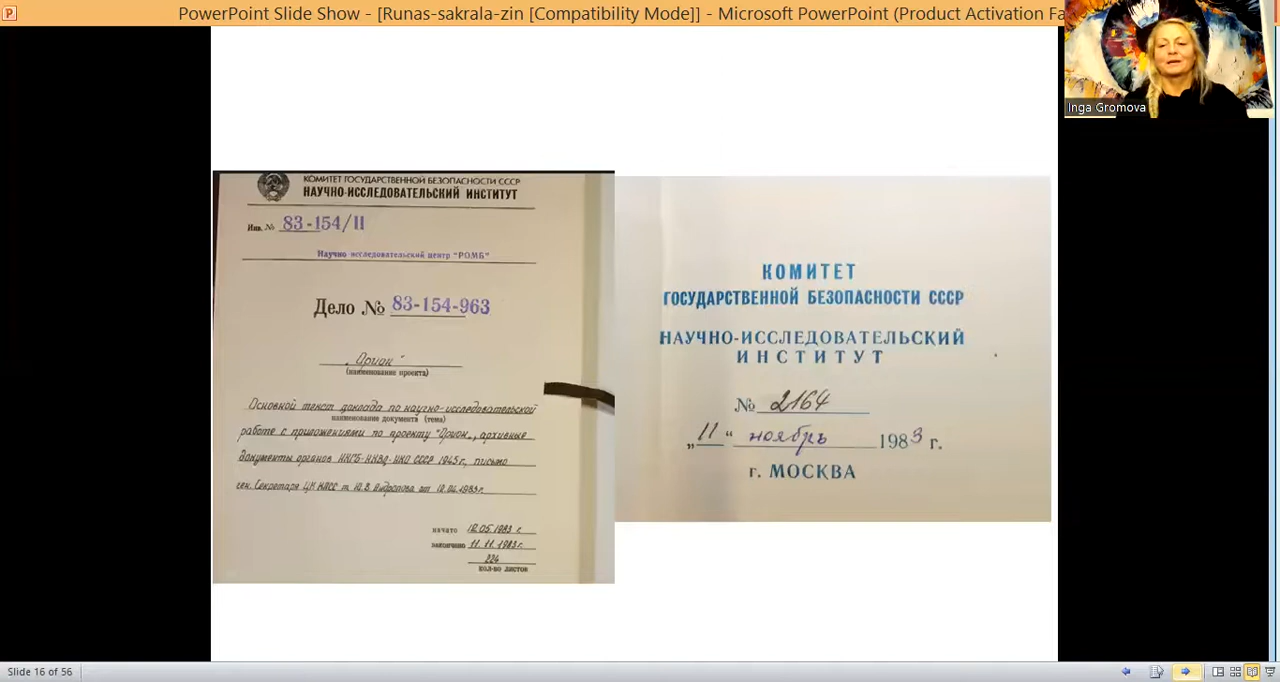 PowerPoint Slide Show - [Runas-sakrala-zin [Compatibility Mode]] - Microsoft PowerPoint (Product Activation Fa
Inga Gromova
КОМИТЕТ ГОСУДАРСТВЕННОЙ БЕЗОПАСНОСТИ СССР
НАУЧНО-ИССЛЕДОВАТЕЛЬСКИЙ ИНСТИТУТ
Инв. № 83-154/II
Научно исследовательский центр "РОМБ"
Дело № 83-154-963
„Орион"
(наименование проекта)
Основной текст доклада по научно-исследовательской
наименование документа (тема)
работе с приложениями по проекту "Орион„, архивные
документы органов НКГБ-НКВД-НКО СССР 1945г., письмо
ген. Секретаря ЦК КПСС т. Ю.В. Андропова от 12.04.1983г.
начато 12.05.1983 г.
закончено 11.11.1983г.
224
кол-во листов
КОМИТЕТ
ГОСУДАРСТВЕННОЙ БЕЗОПАСНОСТИ СССР
НАУЧНО-ИССЛЕДОВАТЕЛЬСКИЙ
ИНСТИТУТ
№ 2164
„11" ноябрь 1983 г.
г. МОСКВА
Slide 16 of 56